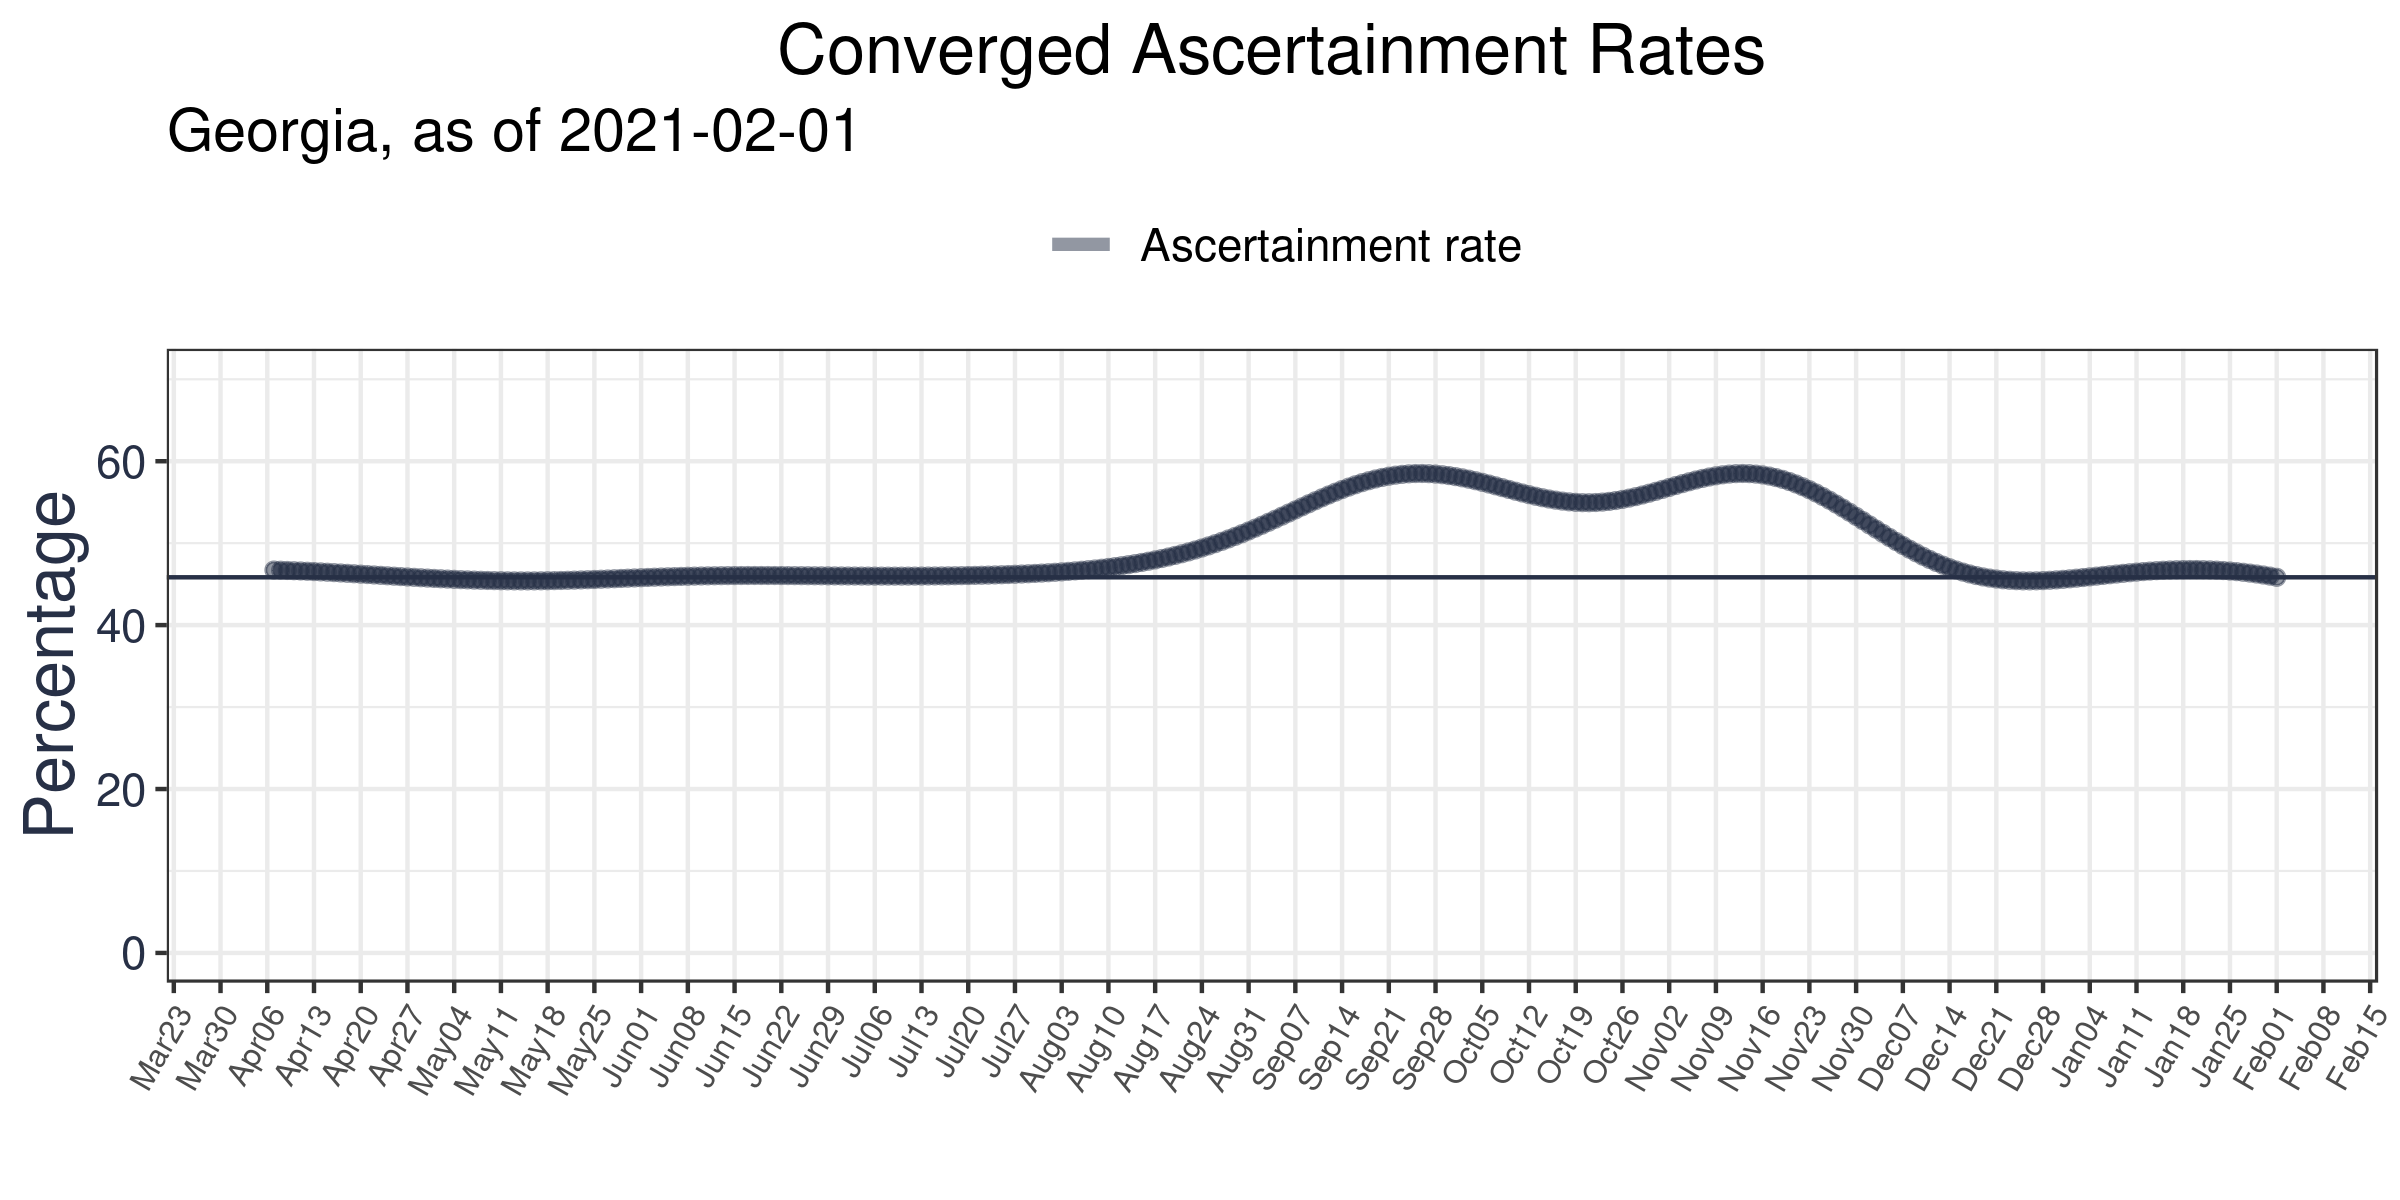 Converged Ascertainment Rates
Georgia, as of 2021-02-01
Ascertainment rate
Percentage
60
40
20
0
Mar23 Mar30 Apr06 Apr13 Apr20 Apr27 May04 May11 May18 May25 Jun01 Jun08 Jun15 Jun22 Jun29 Jul06 Jul13 Jul20 Jul27 Aug03 Aug10 Aug17 Aug24 Aug31 Sep07 Sep14 Sep21 Sep28 Oct05 Oct12 Oct19 Oct26 Nov02 Nov09 Nov16 Nov23 Nov30 Dec07 Dec14 Dec21 Dec28 Jan04 Jan11 Jan18 Jan25 Feb01 Feb08 Feb15